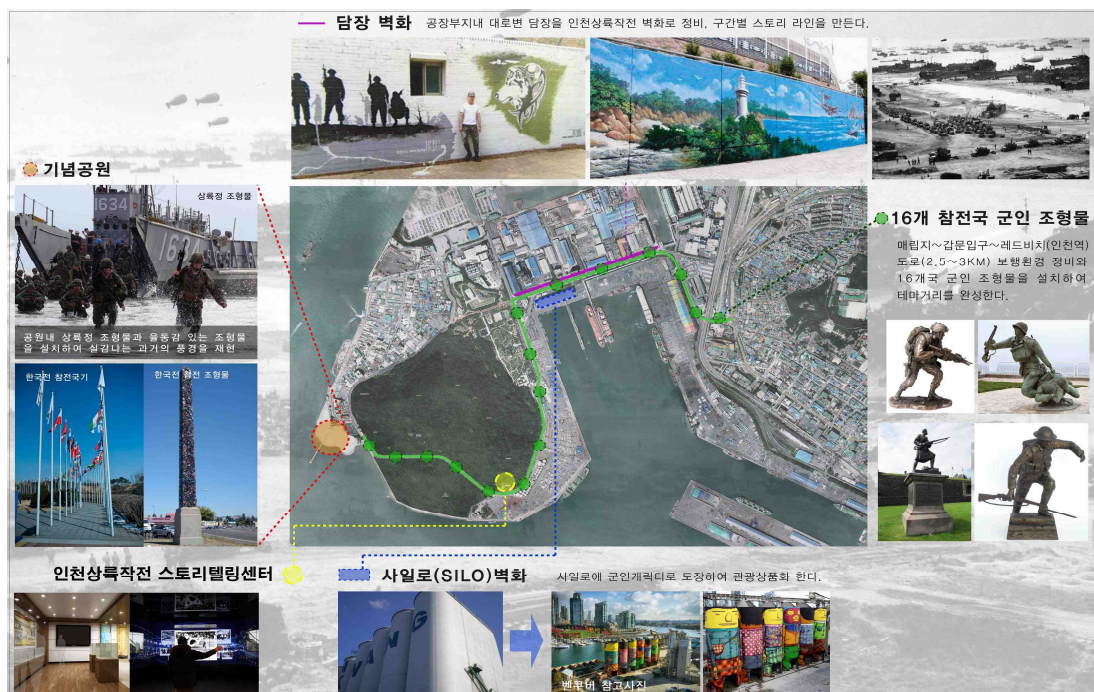 담장 벽화
공장부지내 대로변 담장을 인천상륙작전 벽화로 정비, 구간별 스토리 라인을 만든다.
기념공원
상륙정 조형물
1634
1634
공원내 상륙정 조형물과 율동감 있는 조형물
을 설치하여 실감나는 과거의 풍경을 재현
한국전 참전국기
한국전 참전 조형물
16개 참전국 군인 조형물
매립지~갑문입구~레드비치(인천역)
도로(2.5~3KM) 보행환경 정비와
16개국 군인 조형물을 설치하여
테마거리를 완성한다.
인천상륙작전 스토리텔링센터
사일로(SILO)벽화
사일로에 군인캐릭터로 도장하여 관광상품화 한다.
벤쿠버 참고사진